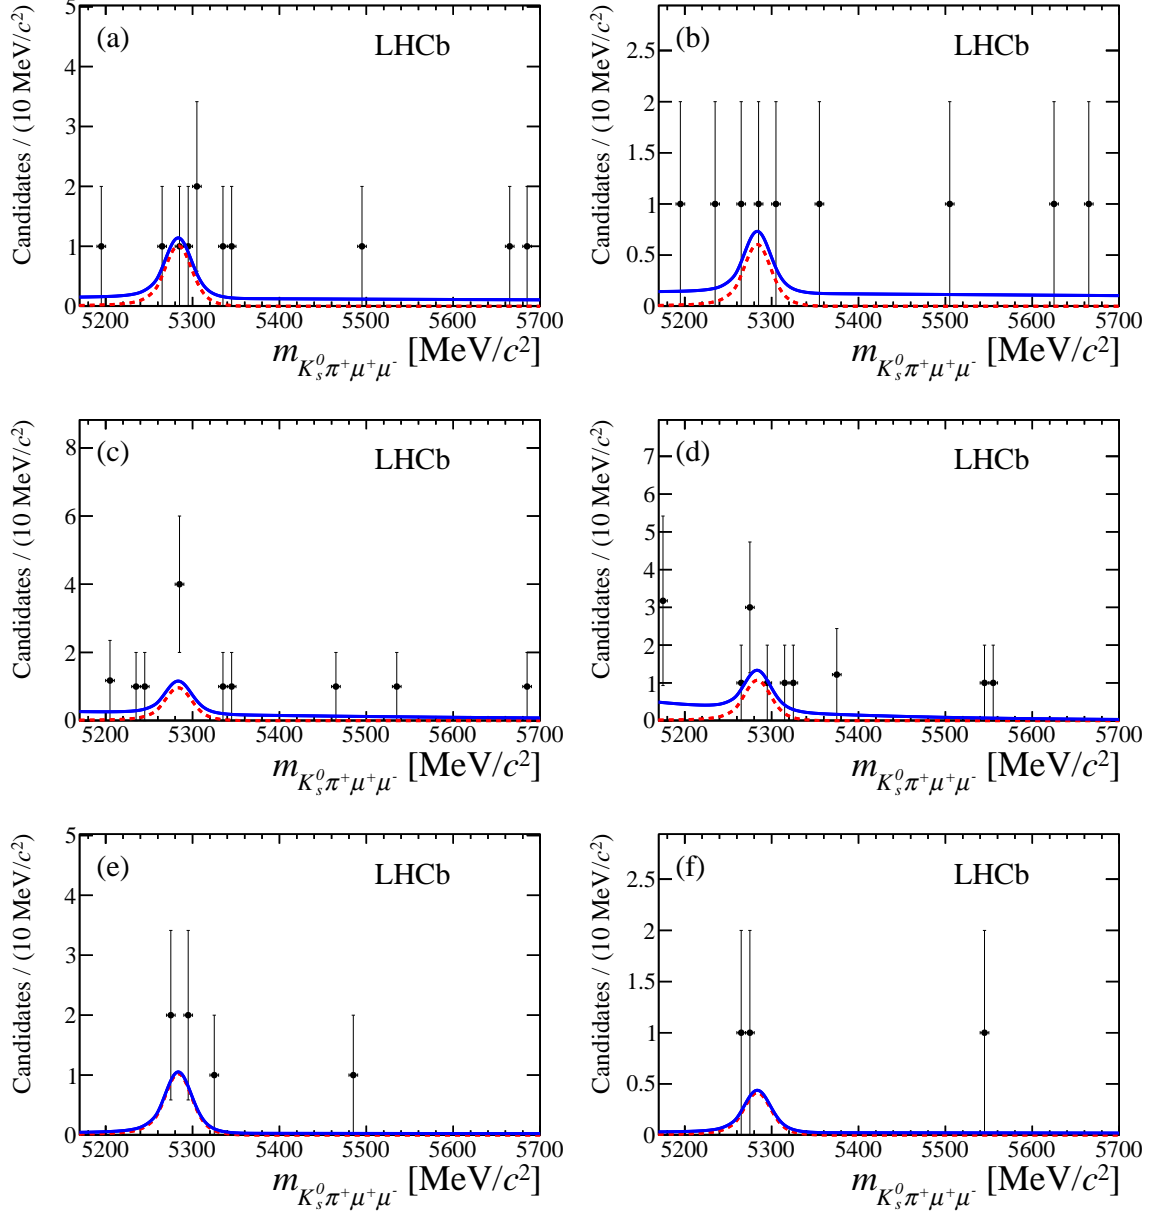 (a) LHCb
Candidates / (10 MeV/c²)
5
4
3
2
1
0
5200 5300 5400 5500 5600 5700
m_{K_s^0π⁺μ⁺μ⁻} [MeV/c²]
(b) LHCb
Candidates / (10 MeV/c²)
2.5
2
1.5
1
0.5
0
5200 5300 5400 5500 5600 5700
m_{K_s^0π⁺μ⁺μ⁻} [MeV/c²]
(c) LHCb
Candidates / (10 MeV/c²)
8
6
4
2
0
5200 5300 5400 5500 5600 5700
m_{K_s^0π⁺μ⁺μ⁻} [MeV/c²]
(d) LHCb
Candidates / (10 MeV/c²)
7
6
5
4
3
2
1
0
5200 5300 5400 5500 5600 5700
m_{K_s^0π⁺μ⁺μ⁻} [MeV/c²]
(e) LHCb
Candidates / (10 MeV/c²)
5
4
3
2
1
0
5200 5300 5400 5500 5600 5700
m_{K_s^0π⁺μ⁺μ⁻} [MeV/c²]
(f) LHCb
Candidates / (10 MeV/c²)
2.5
2
1.5
1
0.5
0
5200 5300 5400 5500 5600 5700
m_{K_s^0π⁺μ⁺μ⁻} [MeV/c²]